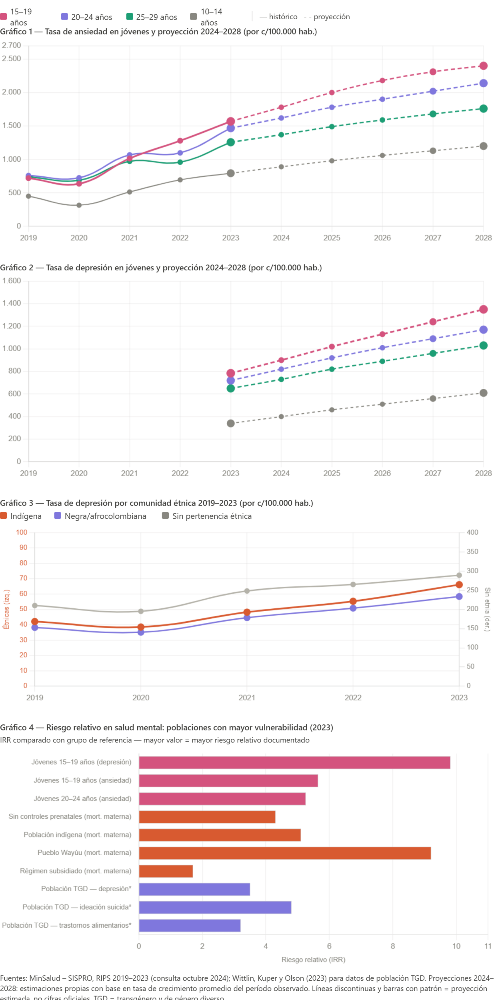 15–19
años
20–24 años
25–29 años
10–14
años
— histórico - - proyección
Gráfico 1 — Tasa de ansiedad en jóvenes y proyección 2024–2028 (por c/100.000 hab.)
2.700
2.500
2.000
1.500
1.000
500
0
2019 2020 2021 2022 2023 2024 2025 2026 2027 2028
Gráfico 2 — Tasa de depresión en jóvenes y proyección 2024–2028 (por c/100.000 hab.)
1.600
1.400
1.200
1.000
800
600
400
200
0
2019 2020 2021 2022 2023 2024 2025 2026 2027 2028
Gráfico 3 — Tasa de depresión por comunidad étnica 2019–2023 (por c/100.000 hab.)
Indígena Negra/afrocolombiana Sin pertenencia étnica
Étnicas (izq.)
100
90
80
70
60
50
40
30
20
10
0
400
350
300
250
200
150
100
50
0
Sin etnia (der.)
2019 2020 2021 2022 2023
Gráfico 4 — Riesgo relativo en salud mental: poblaciones con mayor vulnerabilidad (2023)
IRR comparado con grupo de referencia — mayor valor = mayor riesgo relativo documentado
Jóvenes 15–19 años (depresión)
Jóvenes 15–19 años (ansiedad)
Jóvenes 20–24 años (ansiedad)
Sin controles prenatales (mort. materna)
Población indígena (mort. materna)
Pueblo Wayúu (mort. materna)
Régimen subsidiado (mort. materna)
Población TGD — depresión*
Población TGD — ideación suicida*
Población TGD — trastornos alimentarios*
0 2 4 6 8 10 11
Riesgo relativo (IRR)
Fuentes: MinSalud – SISPRO, RIPS 2019–2023 (consulta octubre 2024); Wittlin, Kuper y Olson (2023) para datos de población TGD. Proyecciones 2024–
2028: estimaciones propias con base en tasa de crecimiento promedio del período observado. Líneas discontinuas y barras con patrón = proyección
estimada, no cifras oficiales. TGD = transgénero y de género diverso.